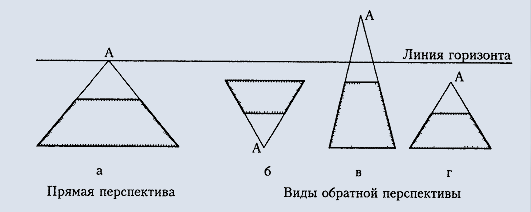 А
А
Линия горизонта
А
А
а
б
в
г
Прямая перспектива
Виды обратной перспективы